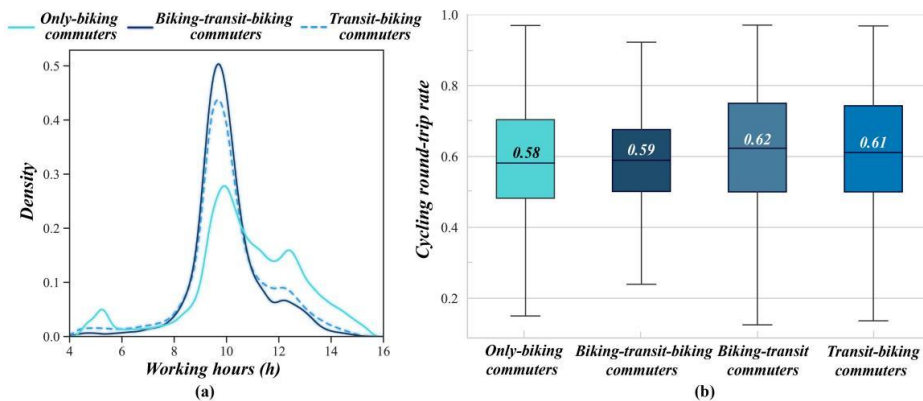 Only-biking commuters
Biking-transit-biking commuters
Transit-biking commuters
0.5
0.4
0.3
0.2
0.1
0.0
Density
4 6 8 10 12 14 16
Working hours (h)
(a)
1.0
0.8
0.6
0.4
0.2
Cycling round-trip rate
0.58
0.59
0.62
0.61
Only-biking commuters
Biking-transit-biking commuters
Biking-transit commuters
Transit-biking commuters
(b)